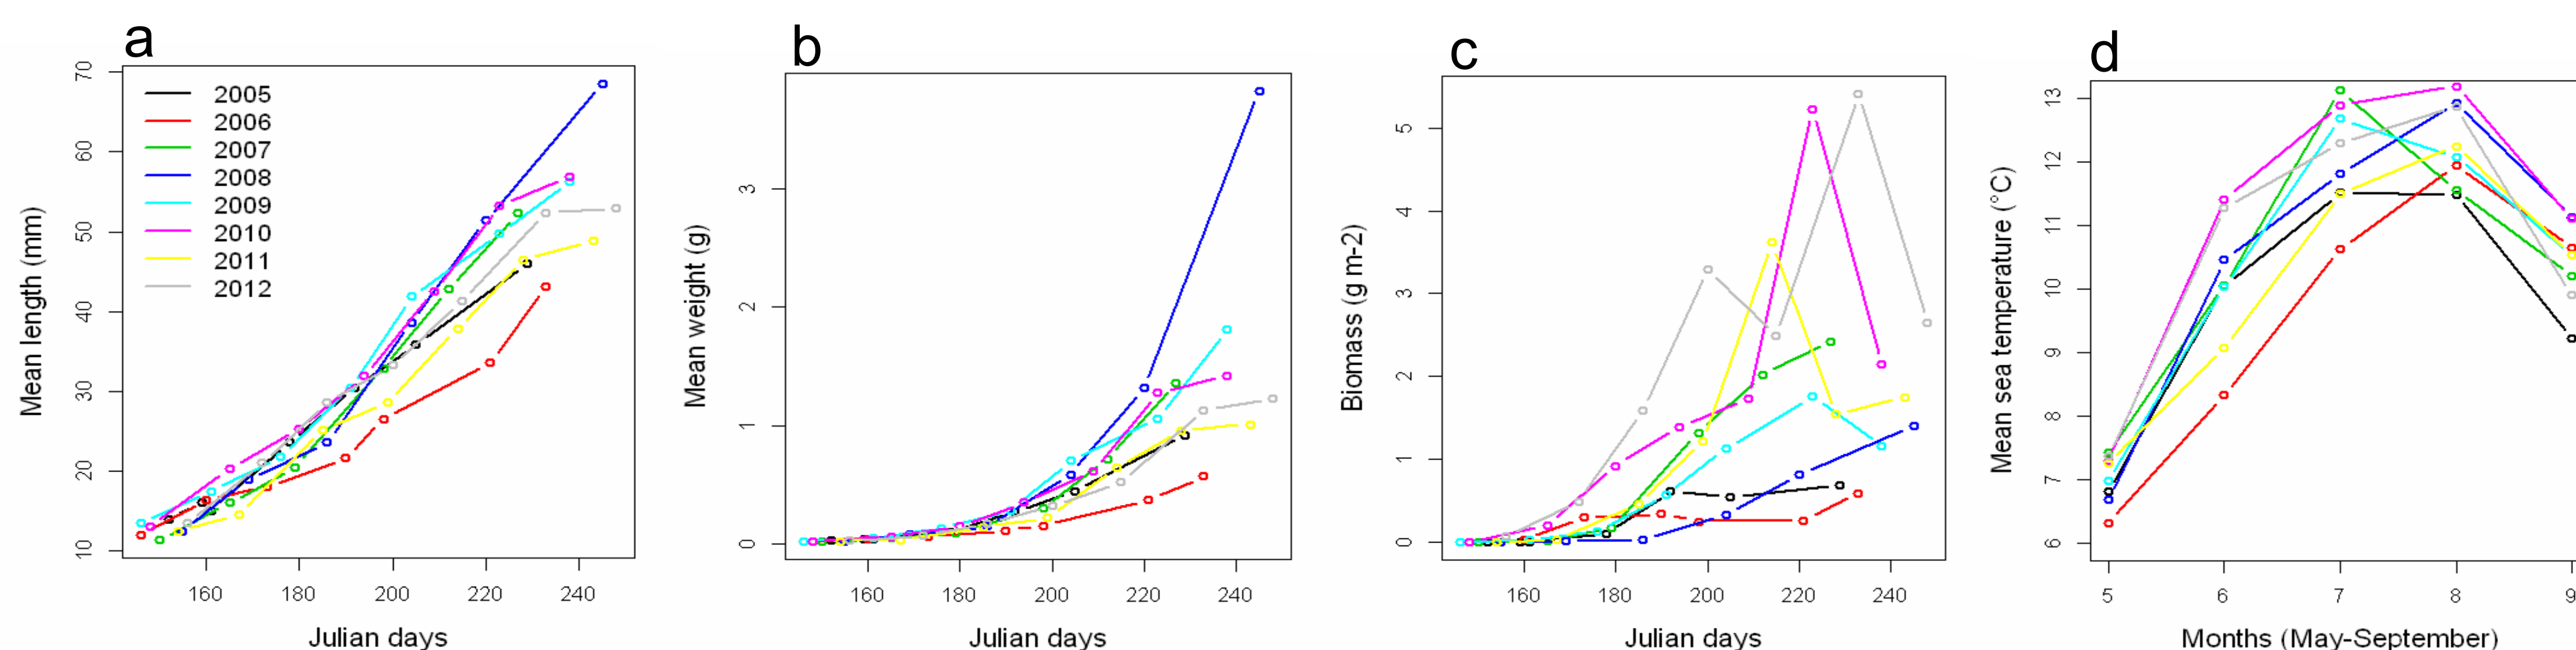 a
b
c
d
70
60
50
40
30
20
10
Mean length (mm)
2005
2006
2007
2008
2009
2010
2011
2012
160 180 200 220 240
Julian days
3
2
1
0
Mean weight (g)
160 180 200 220 240
Julian days
5
4
3
2
1
0
Biomass (g m-2)
160 180 200 220 240
Julian days
13
12
11
10
9
8
7
6
Mean sea temperature (°C)
5 6 7 8 9
Months (May-September)